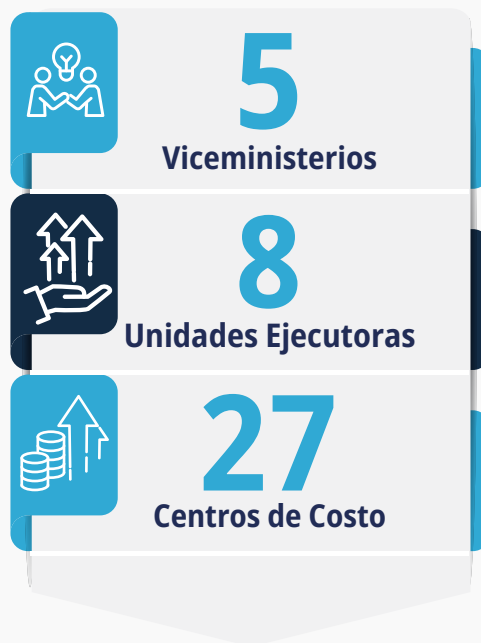 5
Viceministerios
8
Unidades Ejecutoras
27
Centros de Costo